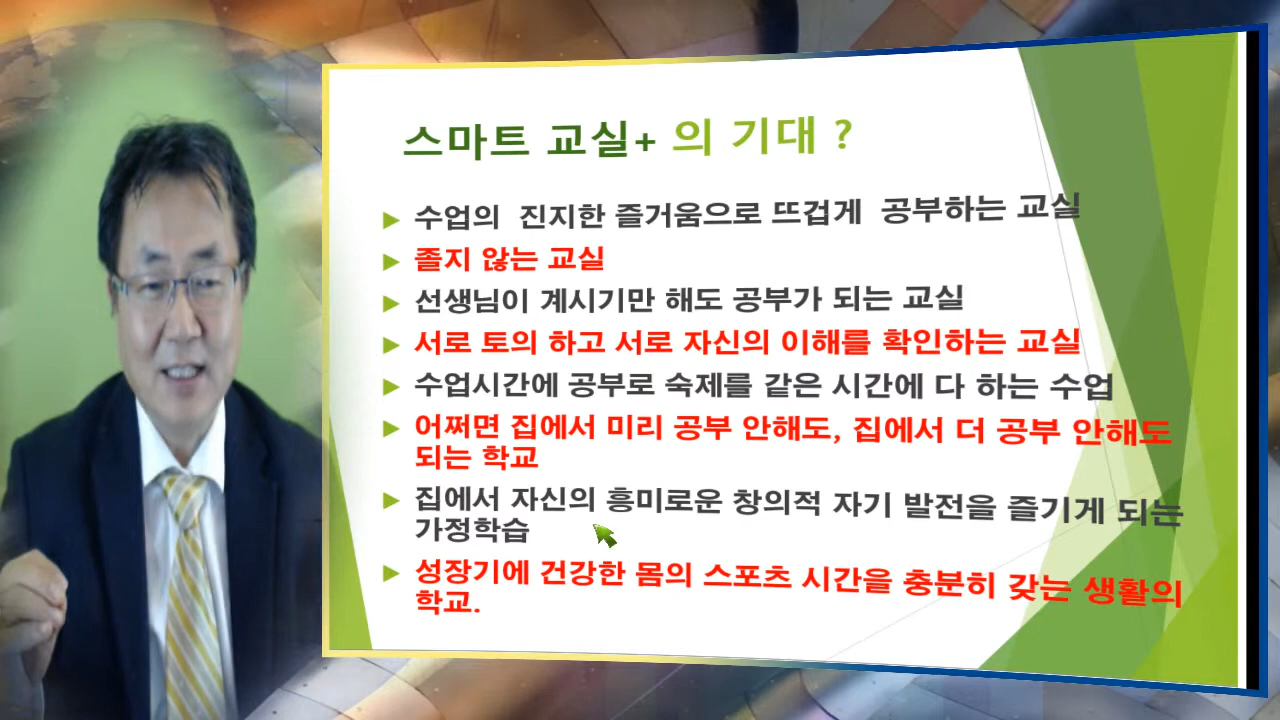 스마트 교실+ 의 기대 ?
수업의 진지한 즐거움으로 뜨겁게 공부하는 교실
졸지 않는 교실
선생님이 계시기만 해도 공부가 되는 교실
서로 토의 하고 서로 자신의 이해를 확인하는 교실
수업시간에 공부로 숙제를 같은 시간에 다 하는 수업
어쩌면 집에서 미리 공부 안해도, 집에서 더 공부 안해도
되는 학교
집에서 자신의 흥미로운 창의적 자기 발전을 즐기게 되는
가정학습
성장기에 건강한 몸의 스포츠 시간을 충분히 갖는 생활의
학교.